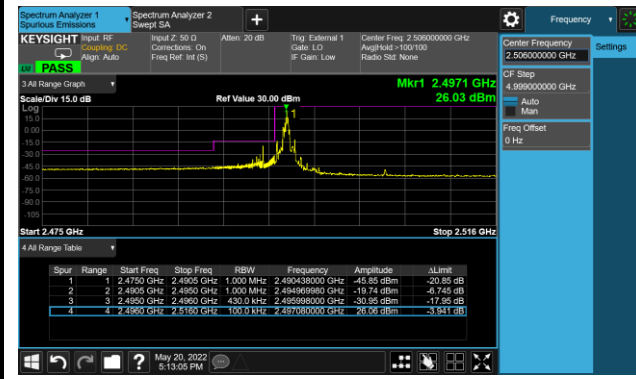 Spectrum Analyzer 1
Spurious Emissions
Spectrum Analyzer 2
Swept SA
Frequency
KEYSIGHT
Input: RF
Coupling: DC
Align: Auto
Input Z: 50 Ω
Corrections: On
Freq Ref: Int (S)
Atten: 20 dB
Trig: External 1
Gate: LO
IF Gain: Low
Center Freq: 2.506000000 GHz
Avg|Hold:>100/100
Radio Std: None
PASS
Center Frequency
2.506000000 GHz
Settings
CF Step
4.999000000 GHz
Auto
Man
Freq Offset
0 Hz
3 All Range Graph
Mkr1 2.4971 GHz
26.03 dBm
Scale/Div 15.0 dB
Ref Value 30.00 dBm
Log
15.0
0.00
-15.0
-30.0
-45.0
-60.0
-75.0
-90.0
-105
1
Start 2.475 GHz
Stop 2.516 GHz
4 All Range Table
Spur Range Start Freq Stop Freq RBW Frequency Amplitude ΔLimit
1 1 2.4750 GHz 2.4905 GHz 1.000 MHz 2.490438000 GHz -45.85 dBm -20.85 dB
2 2 2.4905 GHz 2.4950 GHz 1.000 MHz 2.494969980 GHz -19.74 dBm -6.745 dB
3 3 2.4950 GHz 2.4960 GHz 430.0 kHz 2.495998000 GHz -30.95 dBm -17.95 dB
4 4 2.4960 GHz 2.5160 GHz 100.0 kHz 2.497080000 GHz 26.06 dBm -3.941 dB
May 20, 2022
5:13:05 PM